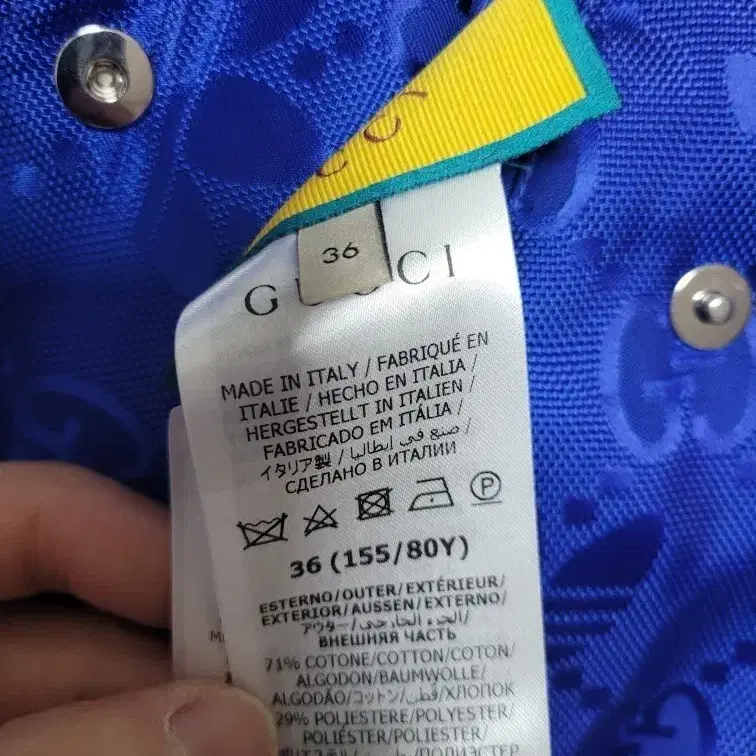 36
GUCCI
MADE IN ITALY / FABRIQUÉ EN
ITALIE / HECHO EN ITALIA /
HERGESTELLT IN ITALIEN /
FABRICADO EM ITÁLIA /
イタリア製 / صنع في إيطاليا /
СДЕЛАНО В ИТАЛИИ
P
36 (155/80Y)
ESTERNO/OUTER/EXTÉRIEUR/
EXTERIOR/AUSSEN/EXTERNO/
アウター/الجزء الخارجي/
ВНЕШНЯЯ ЧАСТЬ
71% COTONE/COTTON/COTON/
ALGODON/BAUMWOLLE/
ALGODÃO/コットン/قطن/ХЛОПОК
29% POLIESTERE/POLYESTER/
POLIÉSTER/POLYESTER/